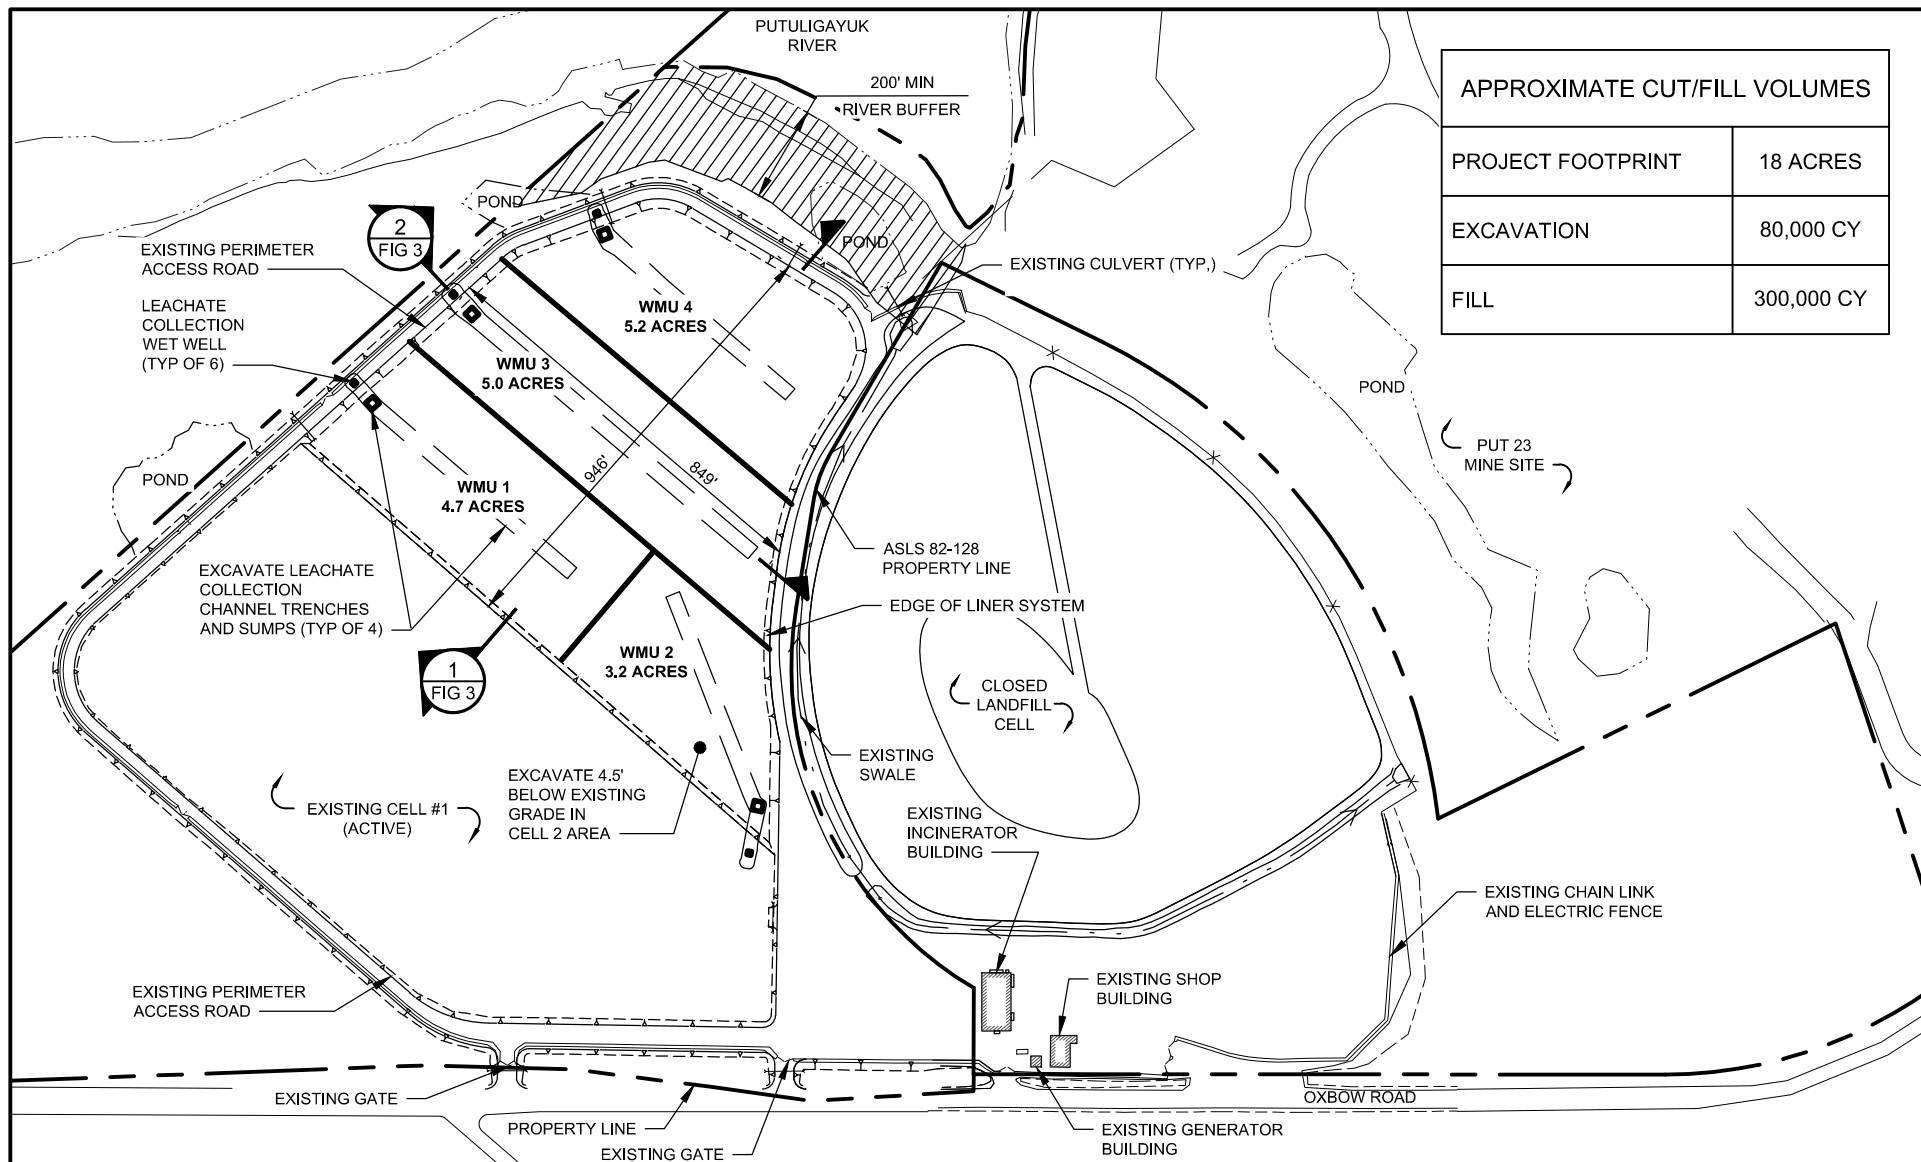 PUTULIGAYUK
RIVER
200' MIN
RIVER BUFFER
APPROXIMATE CUT/FILL VOLUMES
PROJECT FOOTPRINT 18 ACRES
EXCAVATION 80,000 CY
FILL 300,000 CY
POND
2
FIG 3
EXISTING PERIMETER
ACCESS ROAD
POND
EXISTING CULVERT (TYP,)
LEACHATE
COLLECTION
WET WELL
(TYP OF 6)
WMU 4
5.2 ACRES
WMU 3
5.0 ACRES
POND
PUT 23
MINE SITE
POND
946'
849'
WMU 1
4.7 ACRES
ASLS 82-128
PROPERTY LINE
EXCAVATE LEACHATE
COLLECTION
CHANNEL TRENCHES
AND SUMPS (TYP OF 4)
EDGE OF LINER SYSTEM
WMU 2
3.2 ACRES
1
FIG 3
CLOSED
LANDFILL
CELL
EXISTING
SWALE
EXCAVATE 4.5'
BELOW EXISTING
GRADE IN
CELL 2 AREA
EXISTING CELL #1
(ACTIVE)
EXISTING
INCINERATOR
BUILDING
EXISTING CHAIN LINK
AND ELECTRIC FENCE
EXISTING PERIMETER
ACCESS ROAD
EXISTING SHOP
BUILDING
EXISTING GATE
OXBOW ROAD
PROPERTY LINE
EXISTING GATE
EXISTING GENERATOR
BUILDING